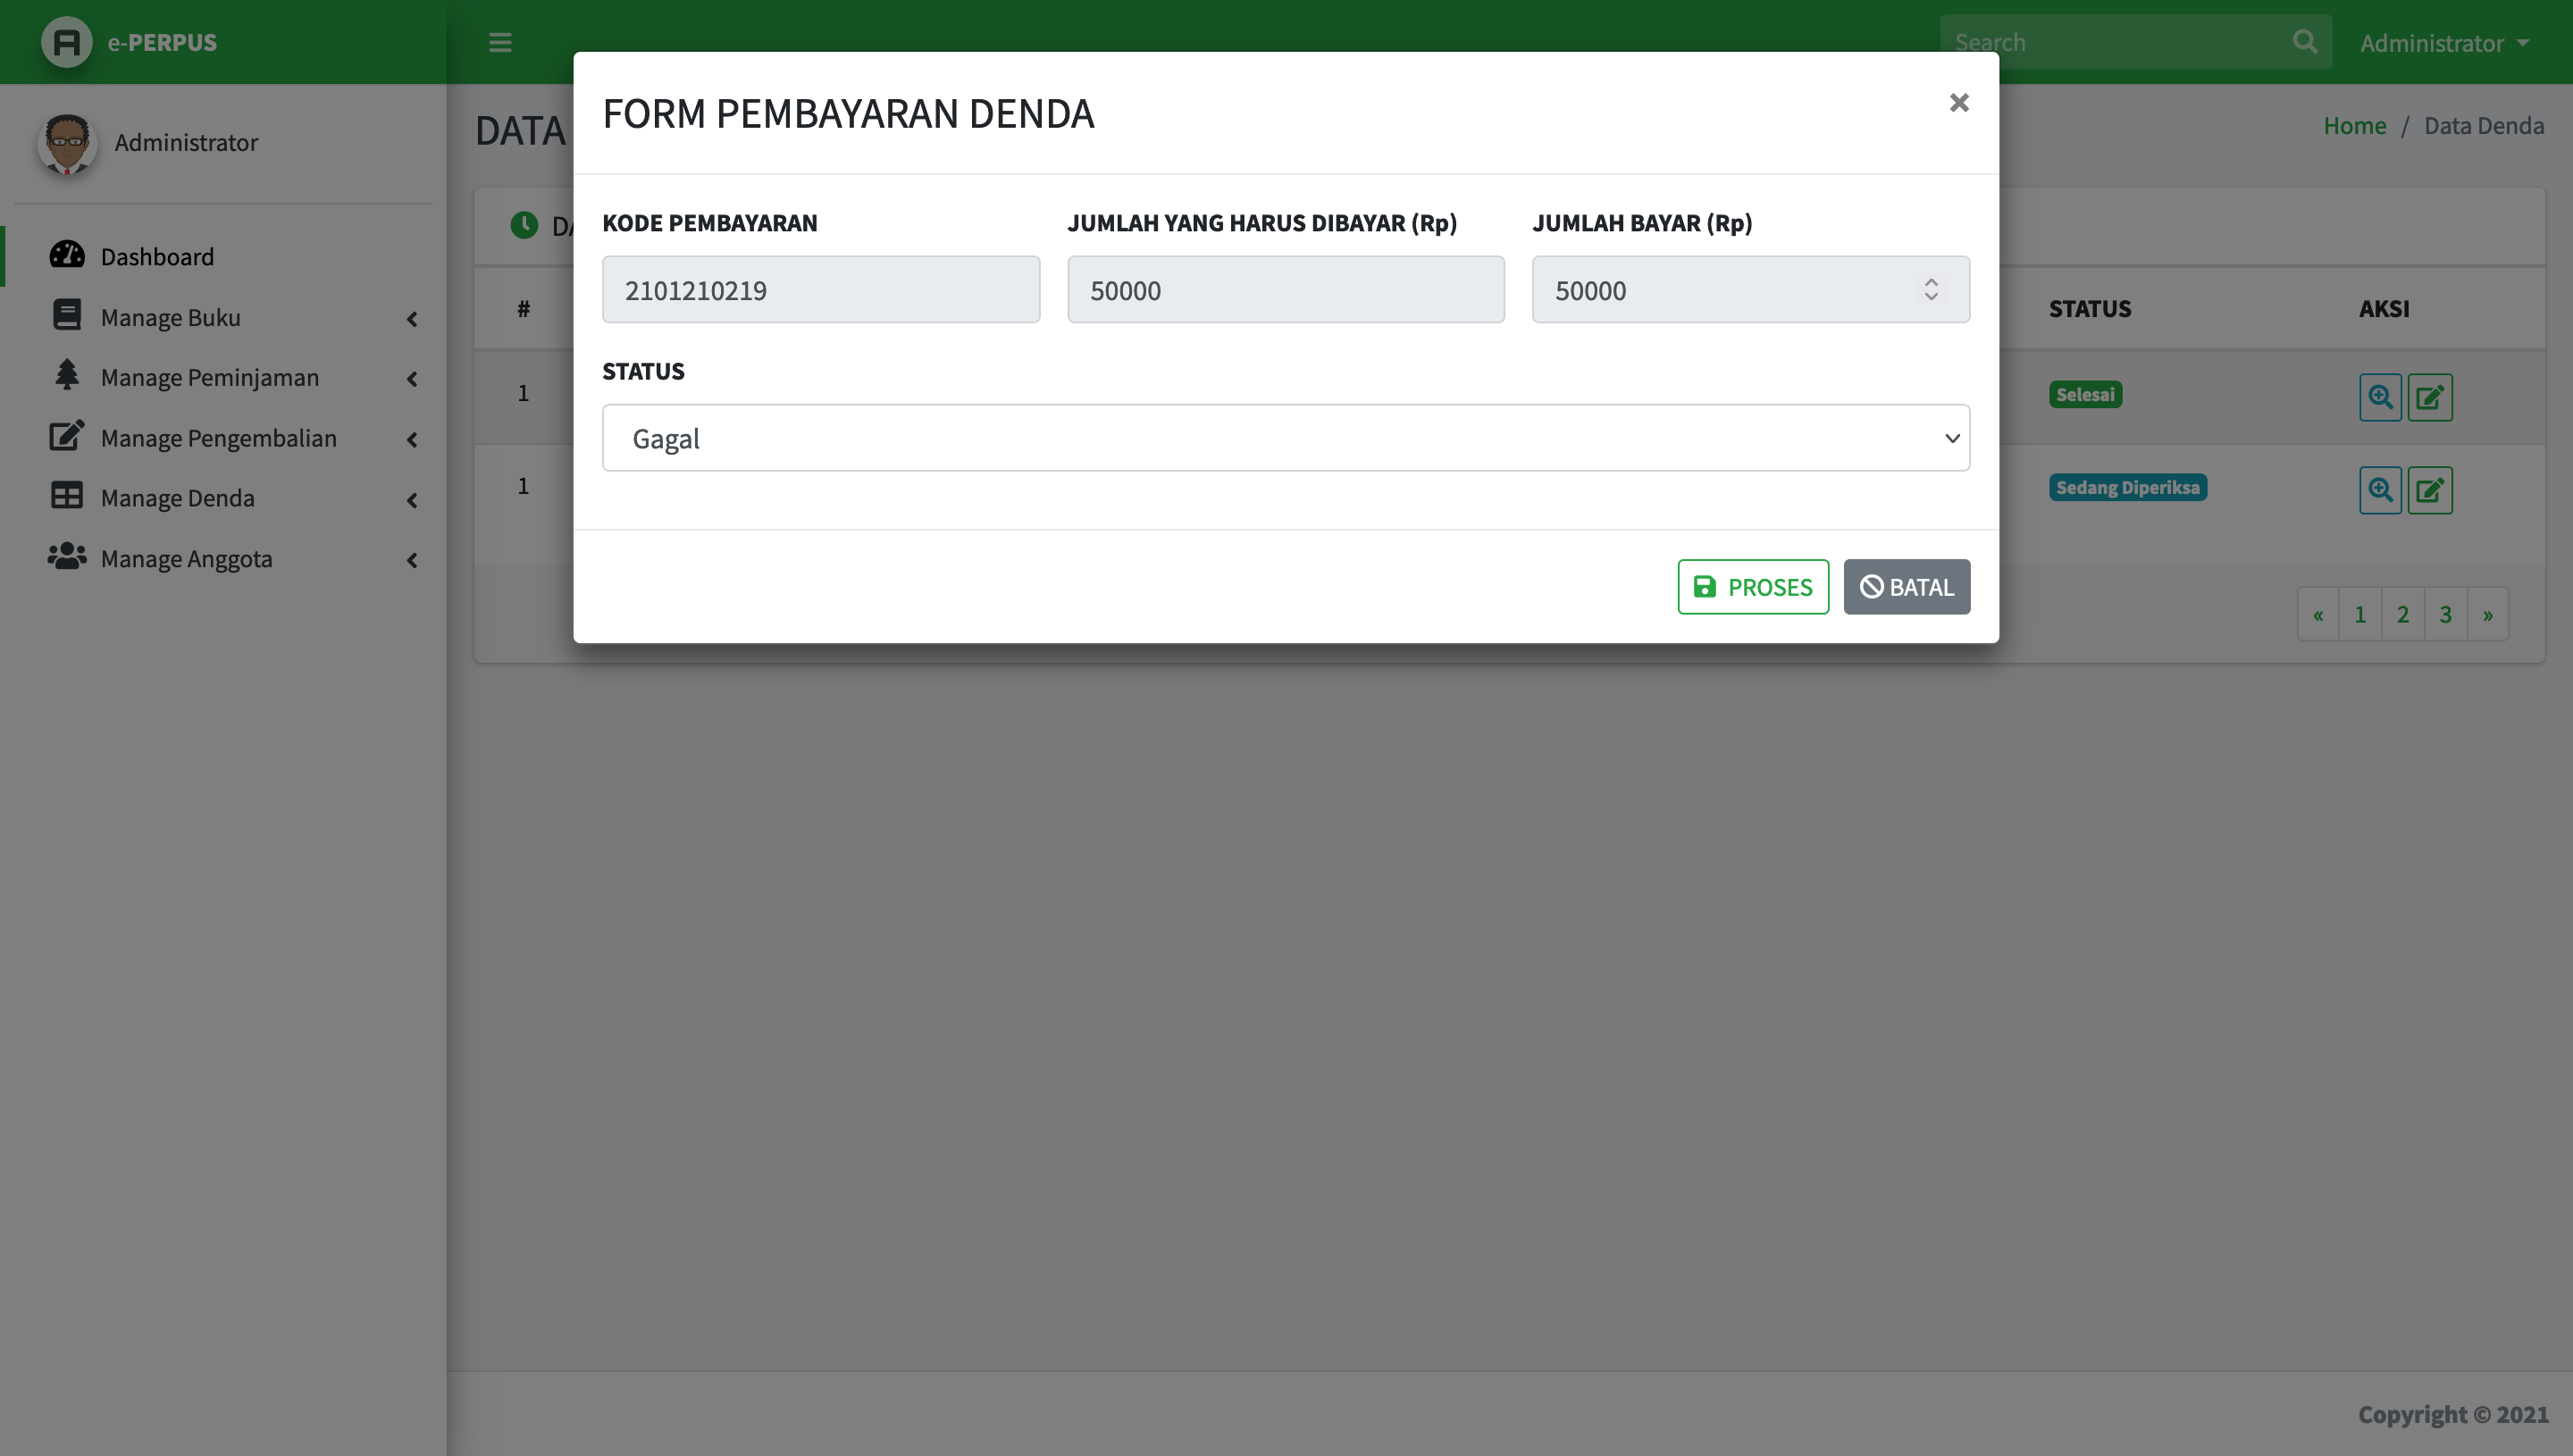 e-PERPUS
Search
Administrator
Administrator
Dashboard
Manage Buku
Manage Peminjaman
Manage Pengembalian
Manage Denda
Manage Anggota
DATA
Home / Data Denda
#
STATUS
AKSI
1
Selesai
1
Sedang Diperiksa
« 1 2 3 »
FORM PEMBAYARAN DENDA
×
KODE PEMBAYARAN
JUMLAH YANG HARUS DIBAYAR (Rp)
JUMLAH BAYAR (Rp)
2101210219
50000
50000
STATUS
Gagal
PROSES
BATAL
Copyright © 2021